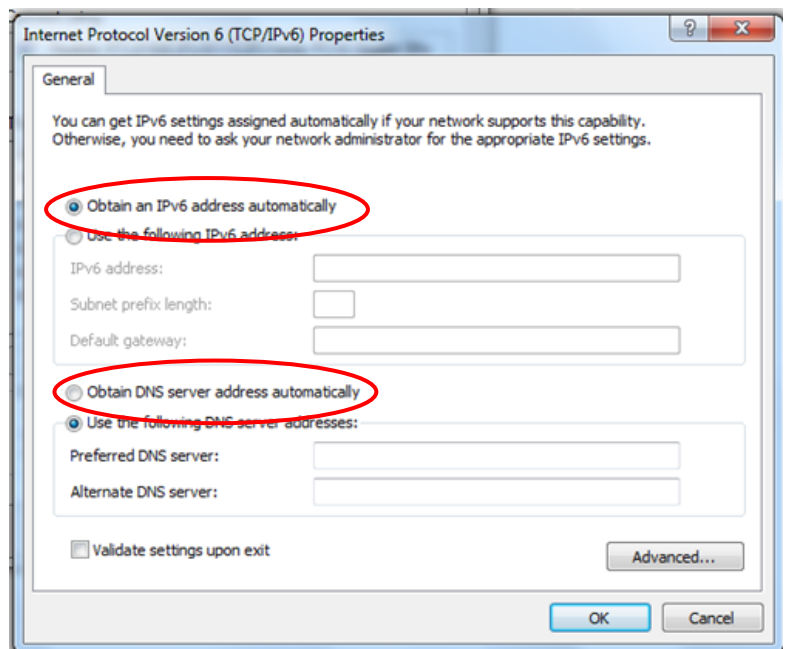 Internet Protocol Version 6 (TCP/IPv6) Properties
General
You can get IPv6 settings assigned automatically if your network supports this capability.
Otherwise, you need to ask your network administrator for the appropriate IPv6 settings.
Obtain an IPv6 address automatically
Use the following IPv6 address:
IPv6 address:
Subnet prefix length:
Default gateway:
Obtain DNS server address automatically
Use the following DNS server addresses:
Preferred DNS server:
Alternate DNS server:
Validate settings upon exit
Advanced...
OK Cancel